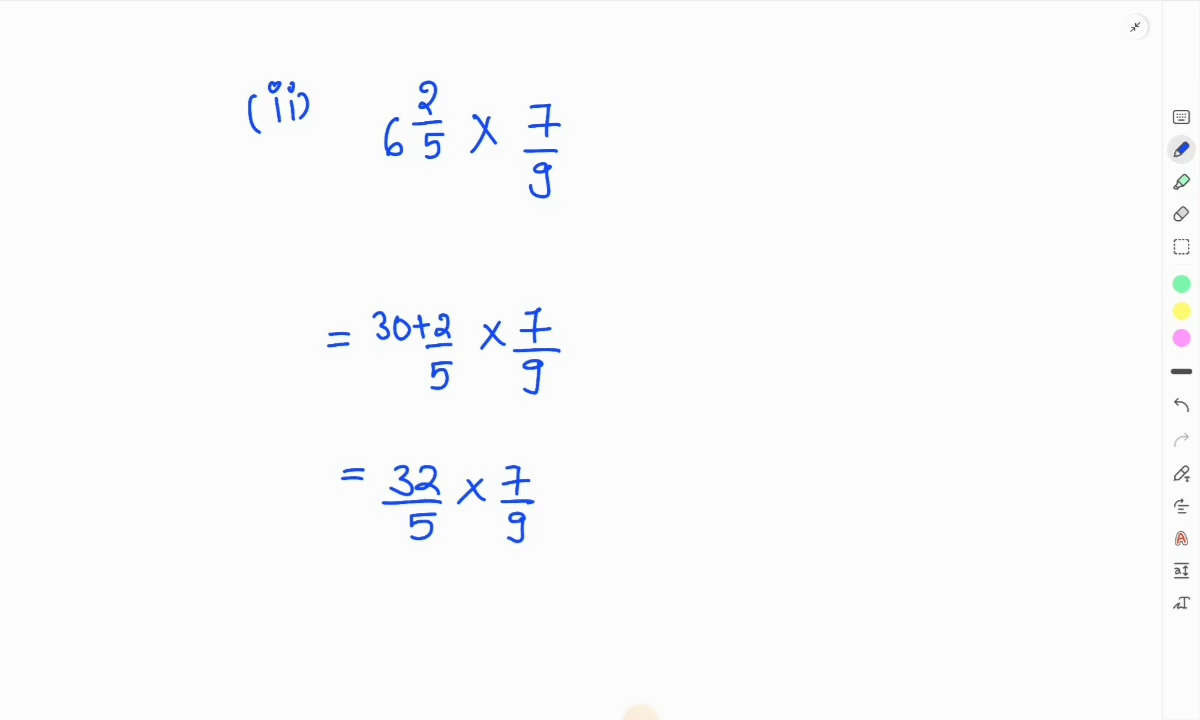 (ii) 6 2/5 × 7/9
= 30+2/5 × 7/9
= 32/5 × 7/9